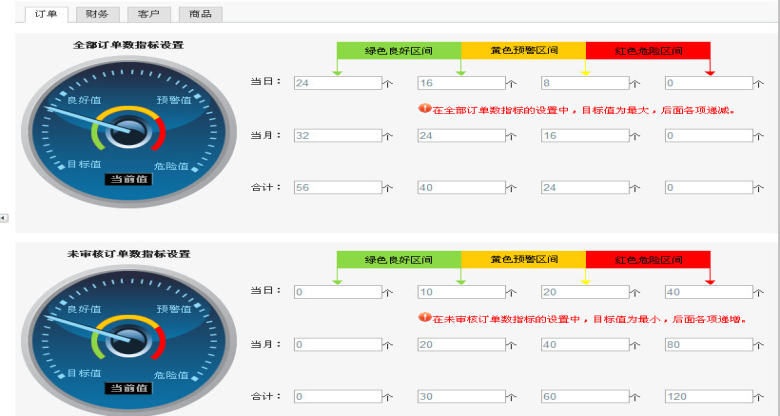 订单 财务 客户 商品
全部订单数指标设置
绿色良好区间 黄色预警区间 红色危险区间
良好值 预警值
目标值 危险值
当前值
当日： 24 个 16 个 8 个 0 个
在全部订单数指标的设置中，目标值为最大，后面各项递减。
当月： 32 个 24 个 16 个 0 个
合计： 56 个 40 个 24 个 0 个
未审核订单数指标设置
绿色良好区间 黄色预警区间 红色危险区间
良好值 预警值
目标值 危险值
当前值
当日： 0 个 10 个 20 个 40 个
在未审核订单数指标的设置中，目标值为最小，后面各项递增。
当月： 0 个 20 个 40 个 80 个
合计： 0 个 30 个 60 个 120 个